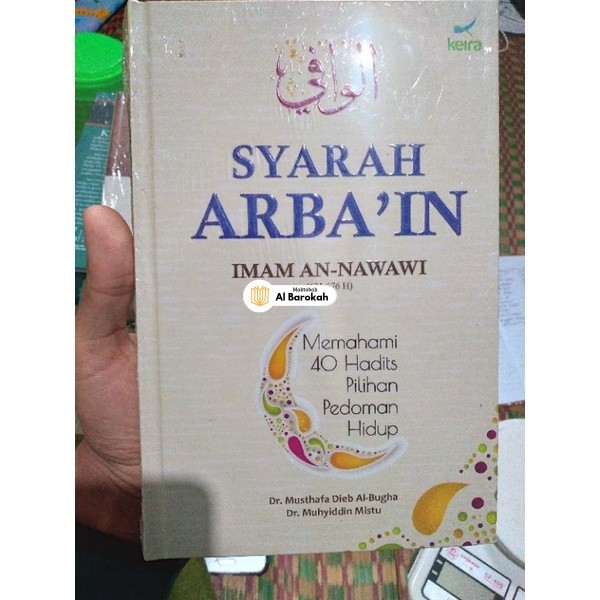 keira
الوافي
SYARAH
ARBA'IN
IMAM AN-NAWAWI
76 H)
Maktabah
Al Barokah
Memahami
40 Hadits
Pilihan
Pedoman
Hidup
Dr. Musthafa Dieb Al-Bugha
Dr. Muhyiddin Mistu